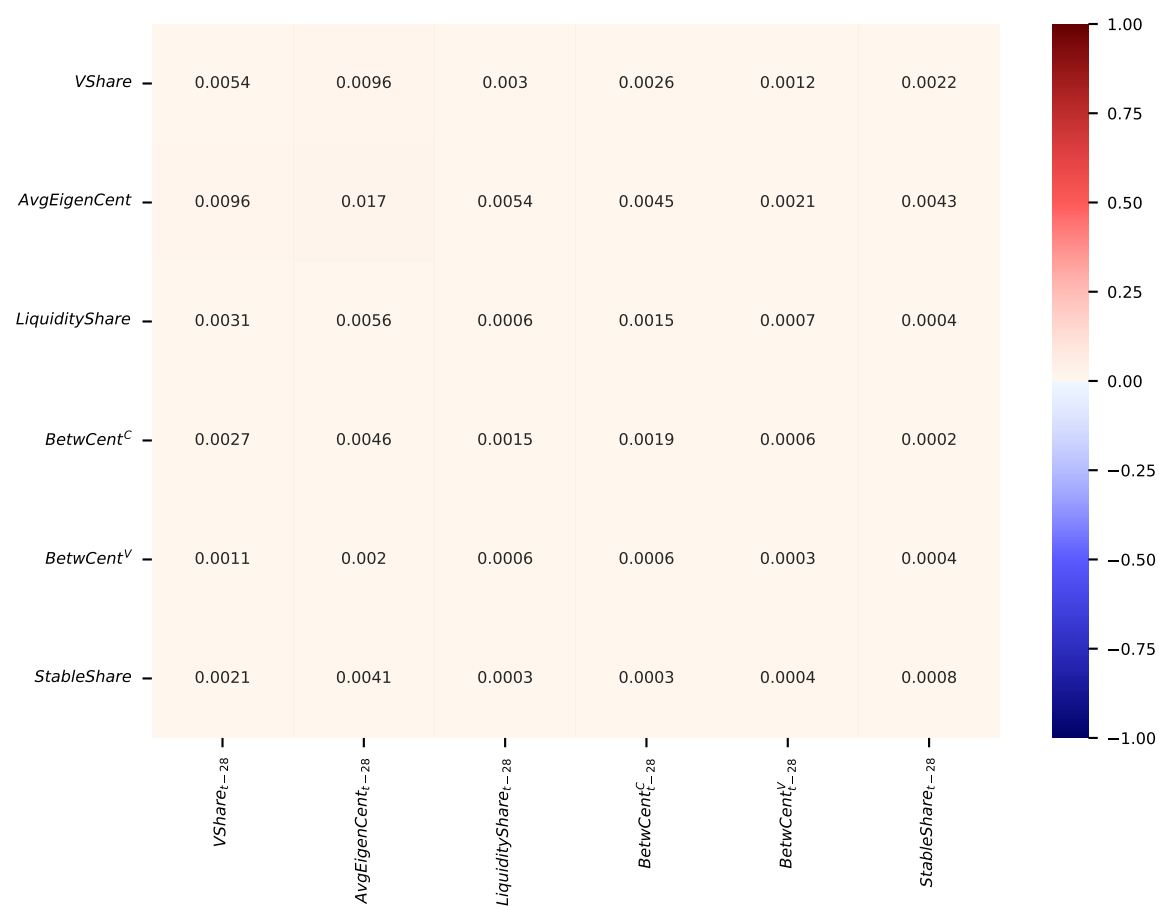 VShare 0.0054 0.0096 0.003 0.0026 0.0012 0.0022
AvgEigenCent 0.0096 0.017 0.0054 0.0045 0.0021 0.0043
LiquidityShare 0.0031 0.0056 0.0006 0.0015 0.0007 0.0004
BetwCent^C 0.0027 0.0046 0.0015 0.0019 0.0006 0.0002
BetwCent^V 0.0011 0.002 0.0006 0.0006 0.0003 0.0004
StableShare 0.0021 0.0041 0.0003 0.0003 0.0004 0.0008
VShare_{t−28}
AvgEigenCent_{t−28}
LiquidityShare_{t−28}
BetwCent^C_{t−28}
BetwCent^V_{t−28}
StableShare_{t−28}
1.00
0.75
0.50
0.25
0.00
−0.25
−0.50
−0.75
−1.00